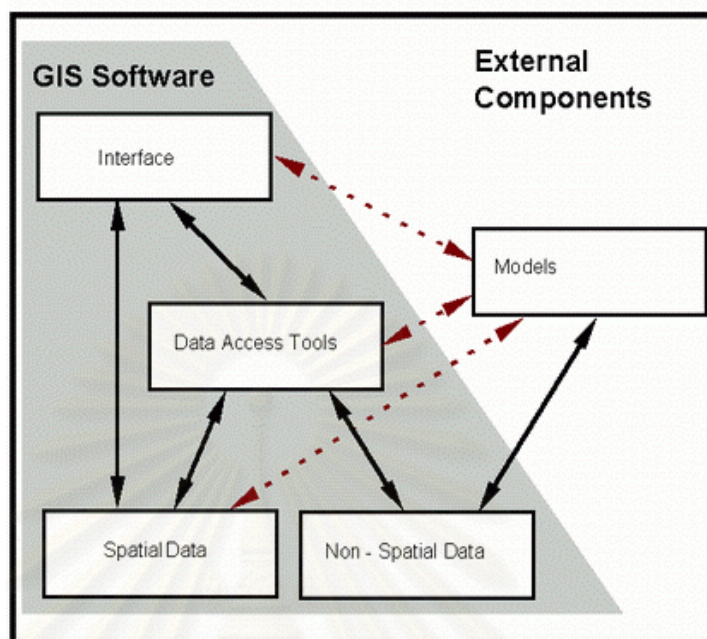 GIS Software
External
Components
Interface
Models
Data Access Tools
Spatial Data
Non - Spatial Data